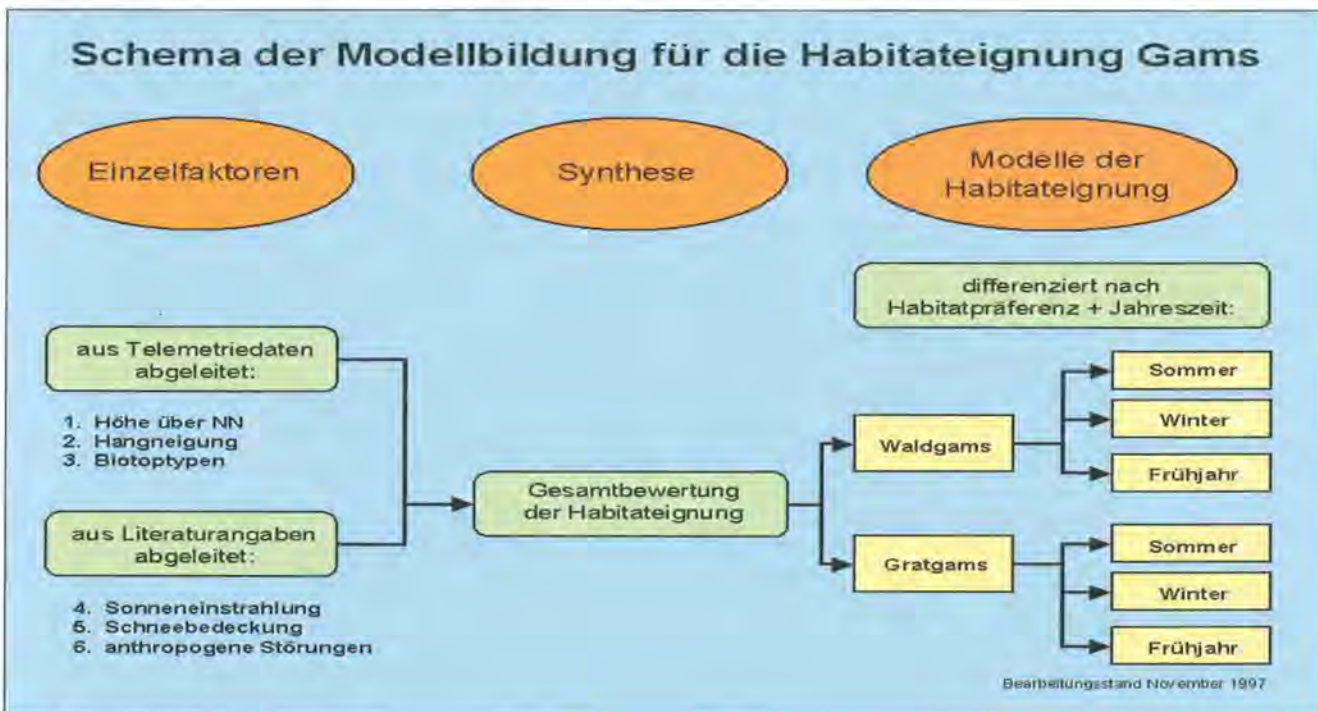 Schema der Modellbildung für die Habitateignung Gams
Einzelfaktoren
Synthese
Modelle der
Habitateignung
differenziert nach
Habitatpräferenz + Jahreszeit:
aus Telemetriedaten
abgeleitet:
1. Höhe über NN
2. Hangneigung
3. Biotoptypen
aus Literaturangaben
abgeleitet:
4. Sonneneinstrahlung
5. Schneebedeckung
6. anthropogene Störungen
Gesamtbewertung
der Habitateignung
Waldgams
Sommer
Winter
Frühjahr
Gratgams
Sommer
Winter
Frühjahr
Bearbeitungsstand November 1997